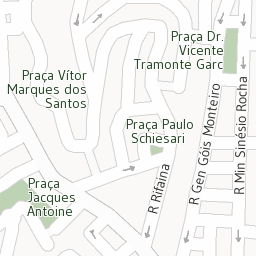 Praça Dr.
Vicente
Tramonte Garc
Praça Vítor
Marques dos
Santos
Praça Paulo
Schiesari
Praça
Jacques
Antoine
R Rifaina
R Gen Góis Monteiro
R Min Sinésio Rocha